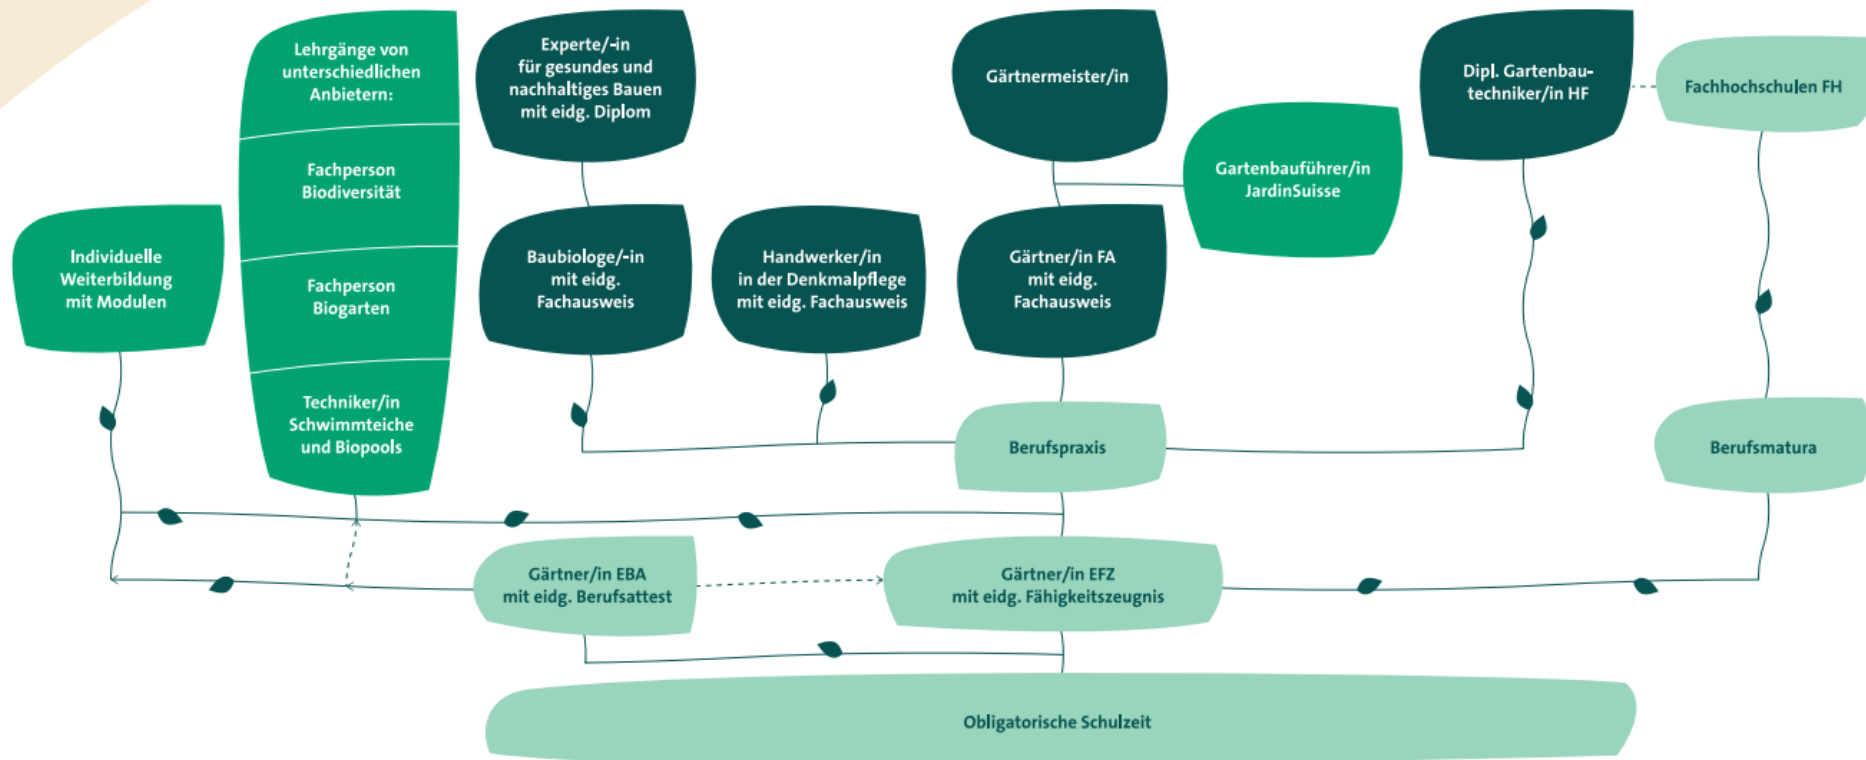 Lehrgänge von
unterschiedlichen
Anbietern:
Fachperson
Biodiversität
Fachperson
Biogarten
Techniker/in
Schwimmteiche
und Biopools
Experte/-in
für gesundes und
nachhaltiges Bauen
mit eidg. Diplom
Gärtnermeister/in
Dipl. Gartenbau-
techniker/in HF
Fachhochschulen FH
Gartenbauführer/in
JardinSuisse
Individuelle
Weiterbildung
mit Modulen
Baubiologe/-in
mit eidg.
Fachausweis
Handwerker/in
in der Denkmalpflege
mit eidg. Fachausweis
Gärtner/in FA
mit eidg.
Fachausweis
Berufspraxis
Berufsmatura
Gärtner/in EBA
mit eidg. Berufsattest
Gärtner/in EFZ
mit eidg. Fähigkeitszeugnis
Obligatorische Schulzeit